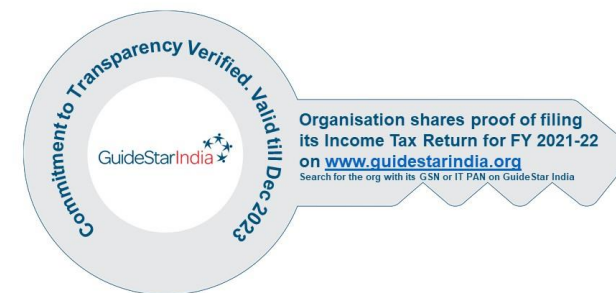 Commitment to Transparency Verified. Valid till Dec 2023
GuideStarIndia
Organisation shares proof of filing
its Income Tax Return for FY 2021-22
on www.guidestarindia.org
Search for the org with its GSN or IT PAN on GuideStar India